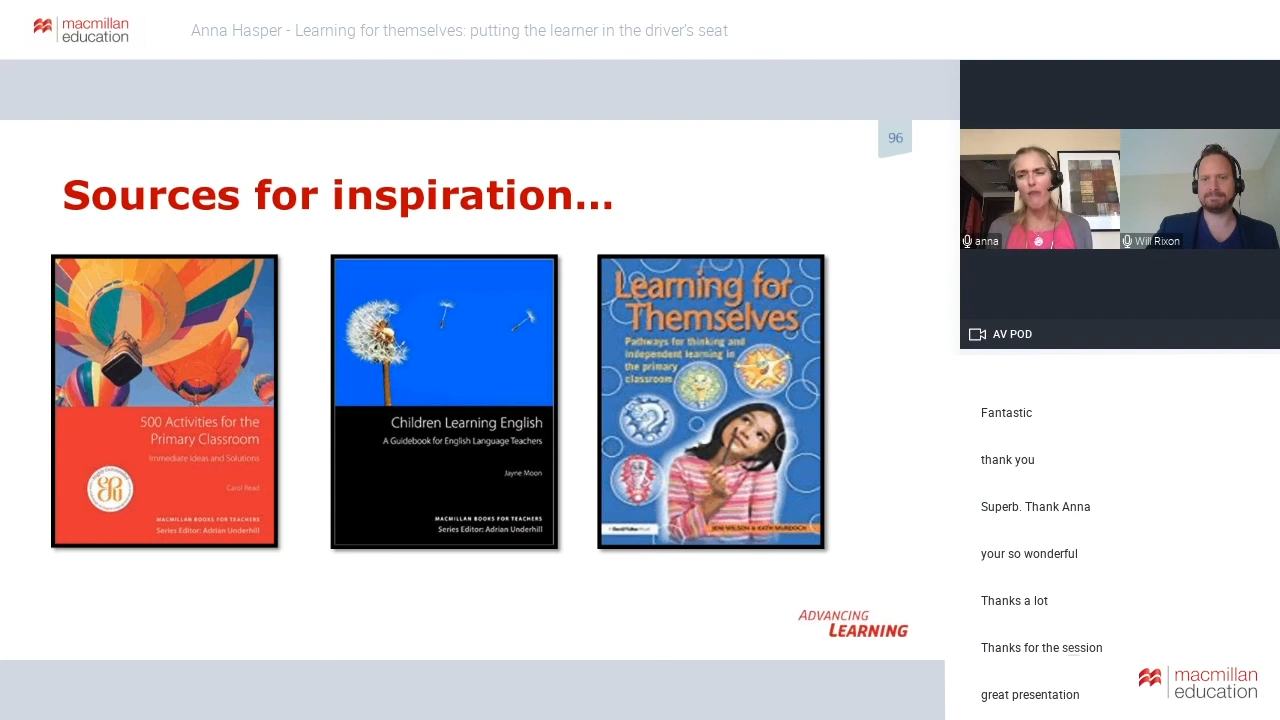 macmillan
education
Anna Hasper - Learning for themselves: putting the learner in the driver's seat
96
Sources for inspiration...
500 Activities for the
Primary Classroom
Immediate Ideas and Solutions
Carol Read
MACMILLAN BOOKS FOR TEACHERS
Series Editor: Adrian Underhill
Children Learning English
A Guidebook for English Language Teachers
Jayne Moon
MACMILLAN BOOKS FOR TEACHERS
Series Editor: Adrian Underhill
Learning for
Themselves
Pathways for thinking and
independent learning in
the primary
classroom
JENI WILSON & KATH MURDOCH
ADVANCING
LEARNING
anna
Will Rixon
AV POD
Fantastic
thank you
Superb. Thank Anna
your so wonderful
Thanks a lot
Thanks for the session
great presentation
macmillan
education